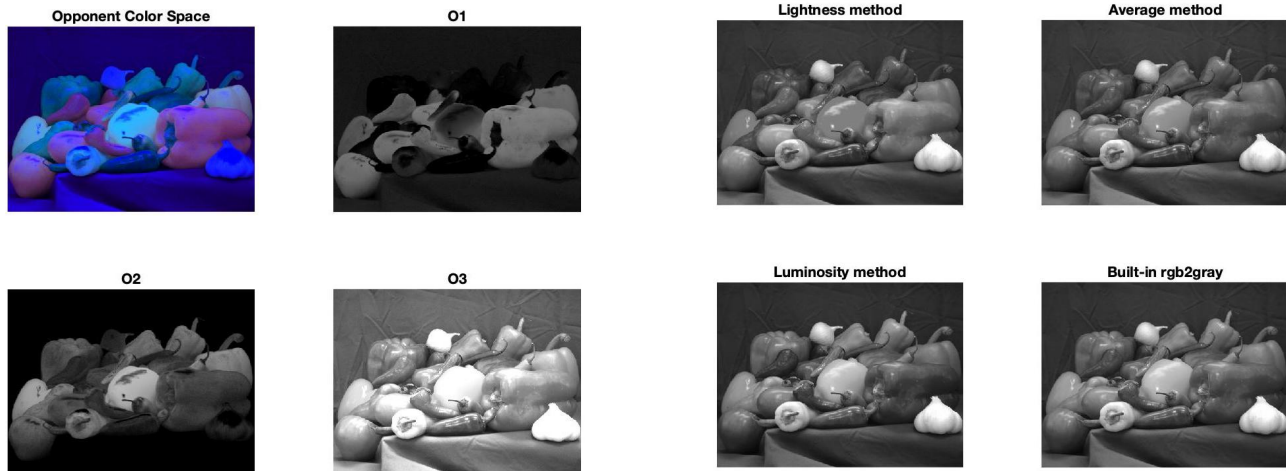 Opponent Color Space
O1
O2
O3
Lightness method
Average method
Luminosity method
Built-in rgb2gray